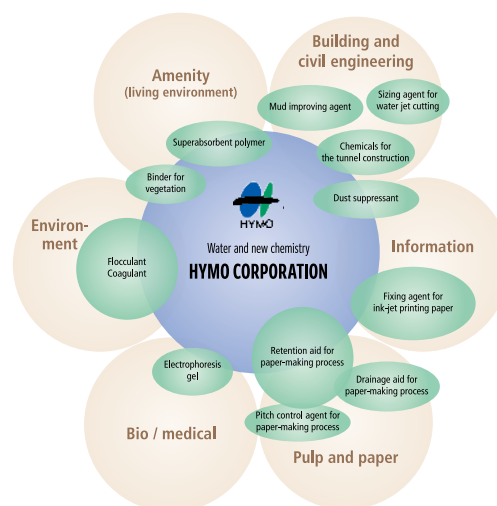 Building and
civil engineering
Amenity
(living environment)
Sizing agent for
water jet cutting
Mud improving agent
Superabsorbent polymer
Chemicals for
the tunnel construction
Binder for
vegetation
Dust suppressant
HYMO
Environ-
ment
Water and new chemistry
HYMO CORPORATION
Information
Flocculant
Coagulant
Fixing agent for
ink-jet printing paper
Retention aid for
paper-making process
Electrophoresis
gel
Drainage aid for
paper-making process
Pitch control agent for
paper-making process
Bio / medical
Pulp and paper